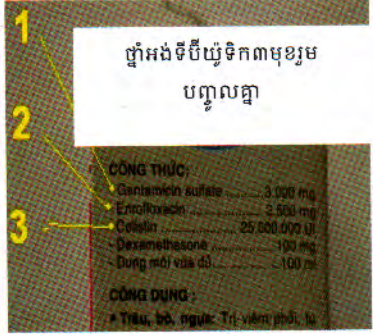 1
ថ្នាំអង់ទីប៊ីយ៉ូទិក៣មុខរួម
បញ្ចូលគ្នា
2
CÔNG THỨC:
Gentamicin sulfate ........... 3.000 mg
Enrofloxacin ................. 2.500 mg
3
Colistin ............ 25.000.000 UI
- Dexamethasone ........... 100 mg
- Dung môi vừa đủ ............ 100 ml
CÔNG DỤNG:
Trâu, bò, ngựa: Trị viêm phổi, tụ